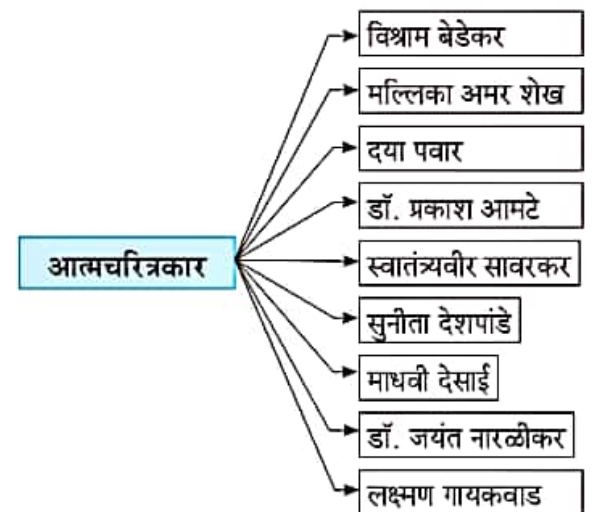 विश्राम बेडेकर
मल्लिका अमर शेख
दया पवार
डॉ. प्रकाश आमटे
आत्मचरित्रकार
स्वातंत्र्यवीर सावरकर
सुनीता देशपांडे
माधवी देसाई
डॉ. जयंत नारळीकर
लक्ष्मण गायकवाड